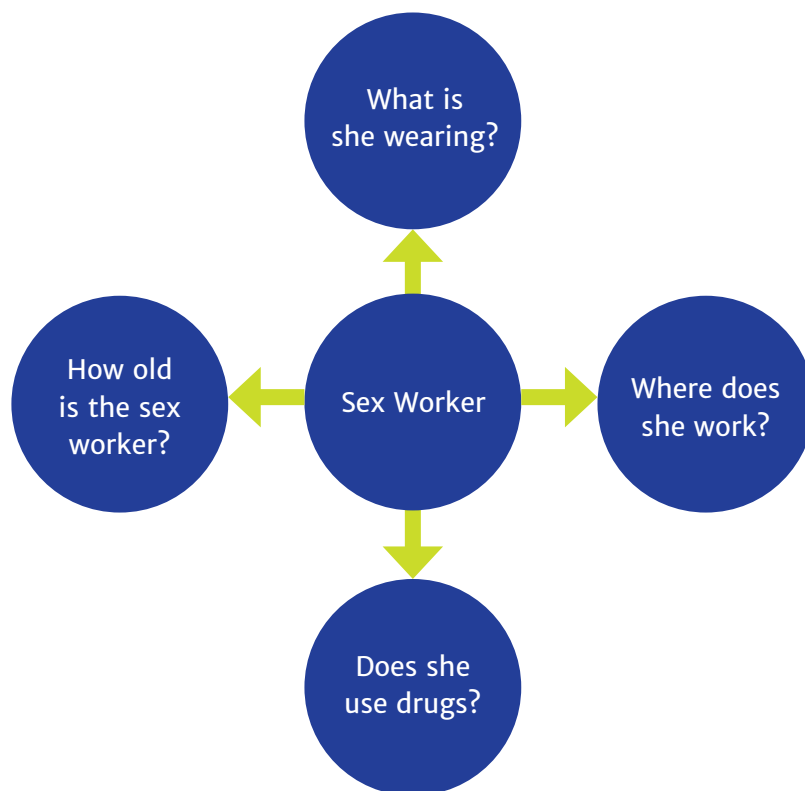 What is
she wearing?
How old
is the sex
worker?
Sex Worker
Where does
she work?
Does she
use drugs?